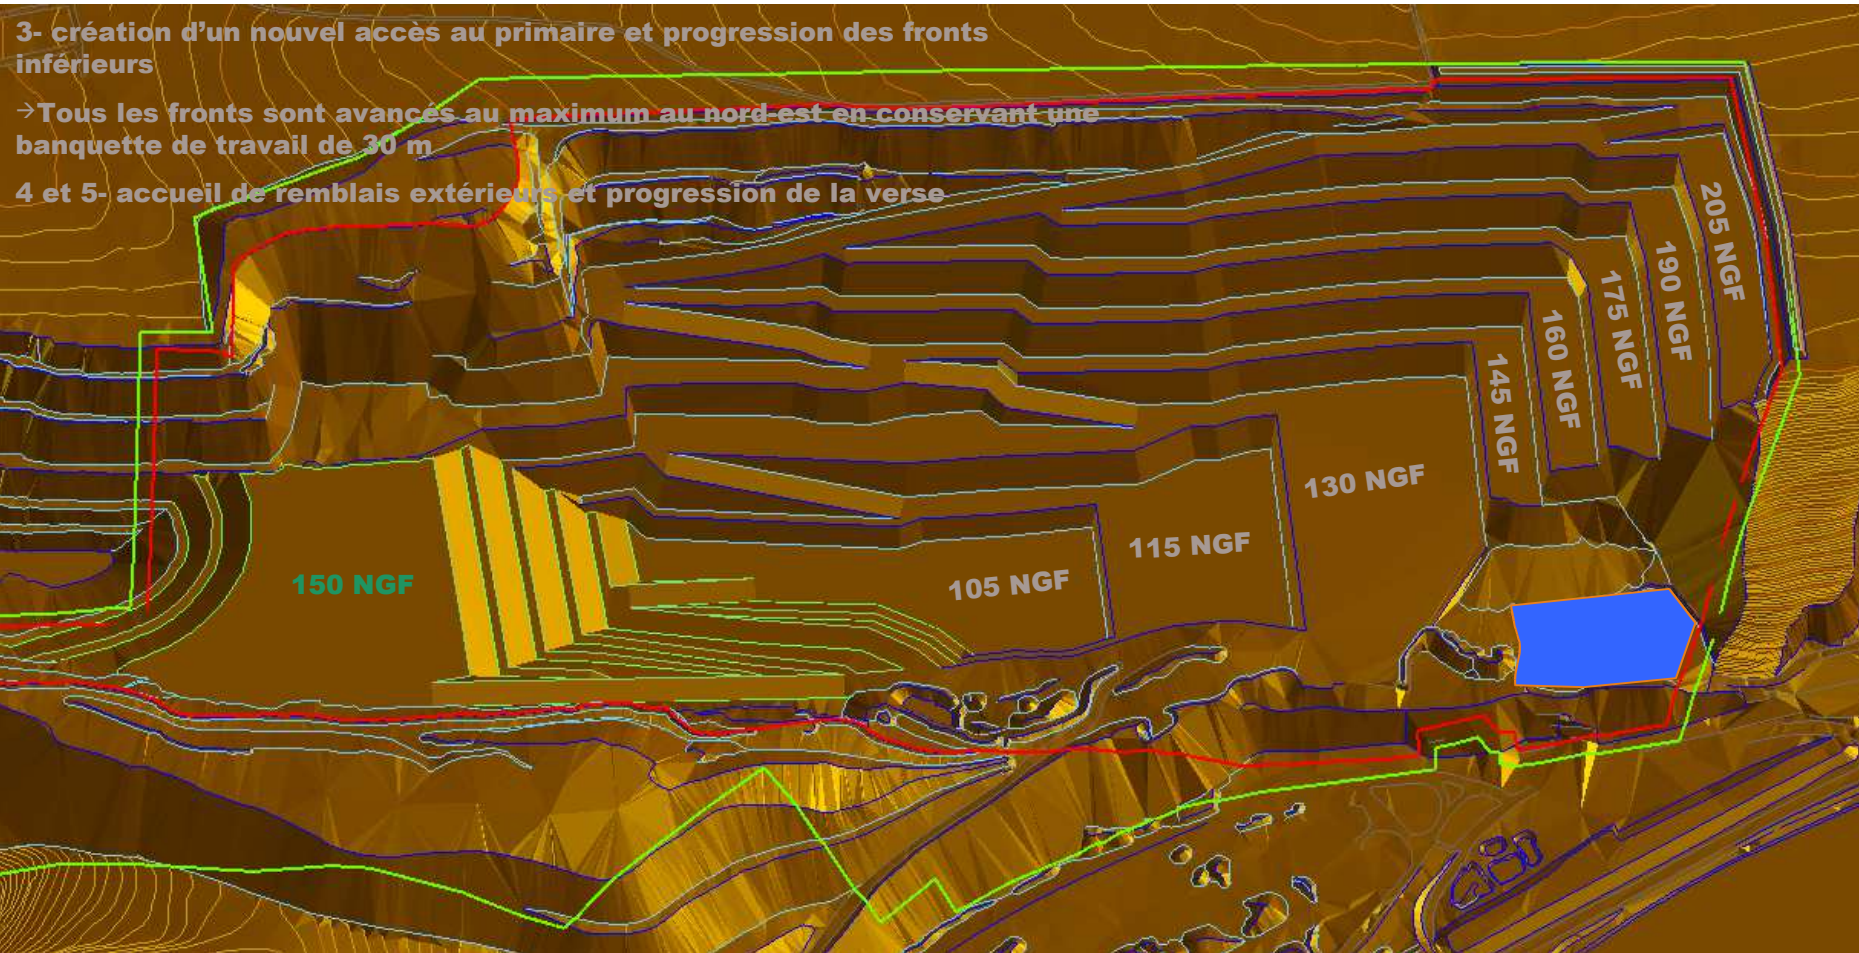 3- création d’un nouvel accès au primaire et progression des fronts
inférieurs
→Tous les fronts sont avancés au maximum au nord-est en conservant une
banquette de travail de 30 m
4 et 5- accueil de remblais extérieurs et progression de la verse
205 NGF
190 NGF
175 NGF
160 NGF
145 NGF
130 NGF
115 NGF
105 NGF
150 NGF